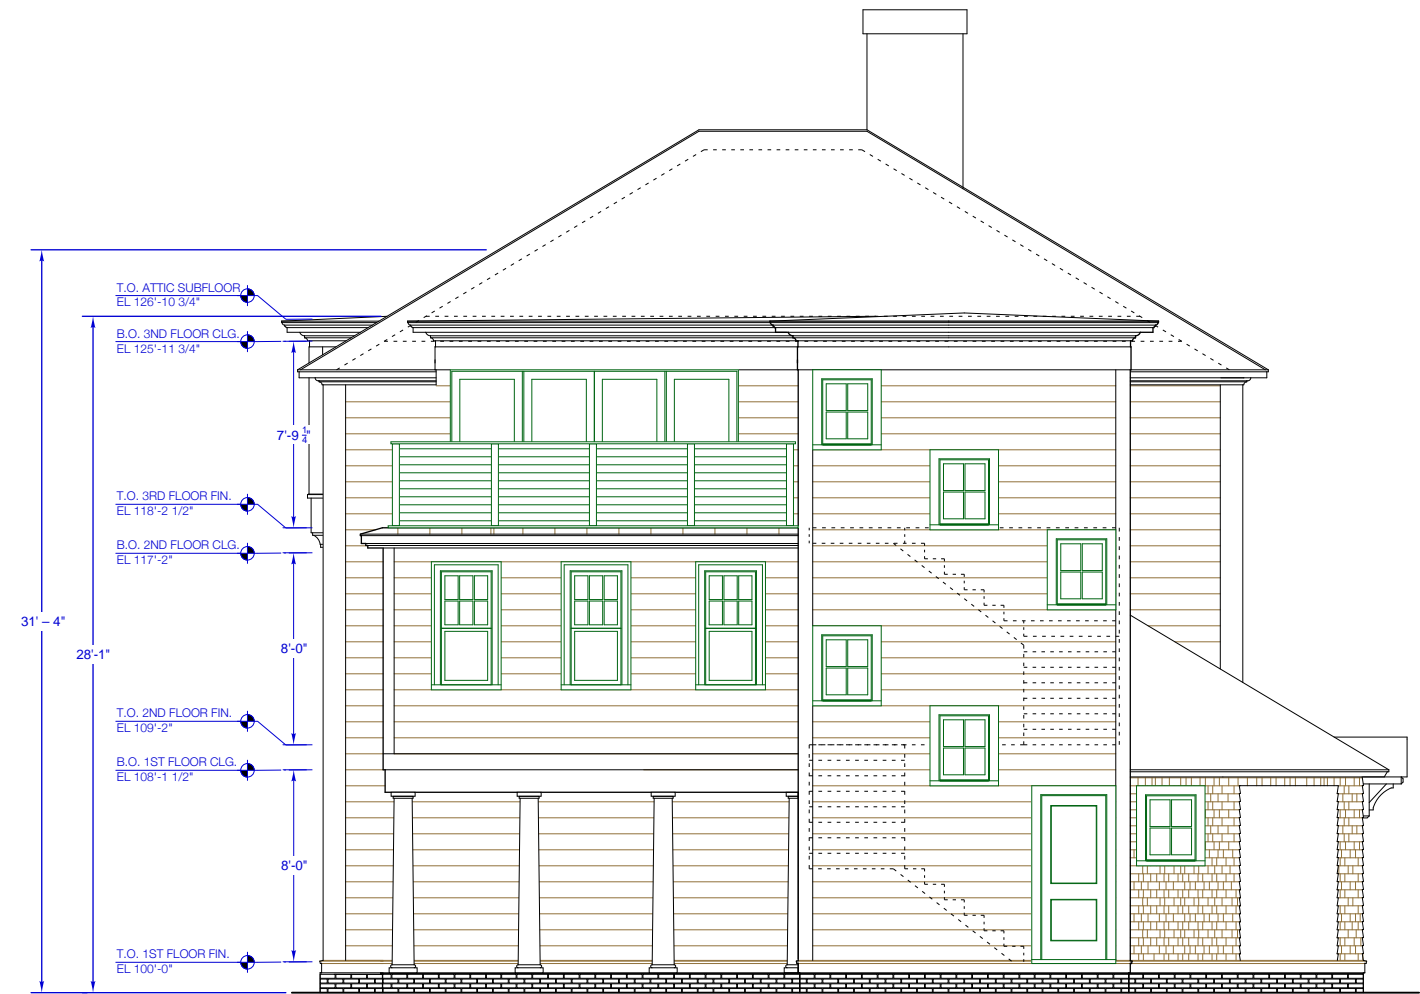 T.O. ATTIC SUBFLOOR
EL 126'-10 3/4"
B.O. 3ND FLOOR CLG.
EL 125'-11 3/4"
7'-9 1/4"
T.O. 3RD FLOOR FIN.
EL 118'-2 1/2"
B.O. 2ND FLOOR CLG.
EL 117'-2"
31' – 4"
28'-1"
8'-0"
T.O. 2ND FLOOR FIN.
EL 109'-2"
B.O. 1ST FLOOR CLG.
EL 108'-1 1/2"
8'-0"
T.O. 1ST FLOOR FIN.
EL 100'-0"